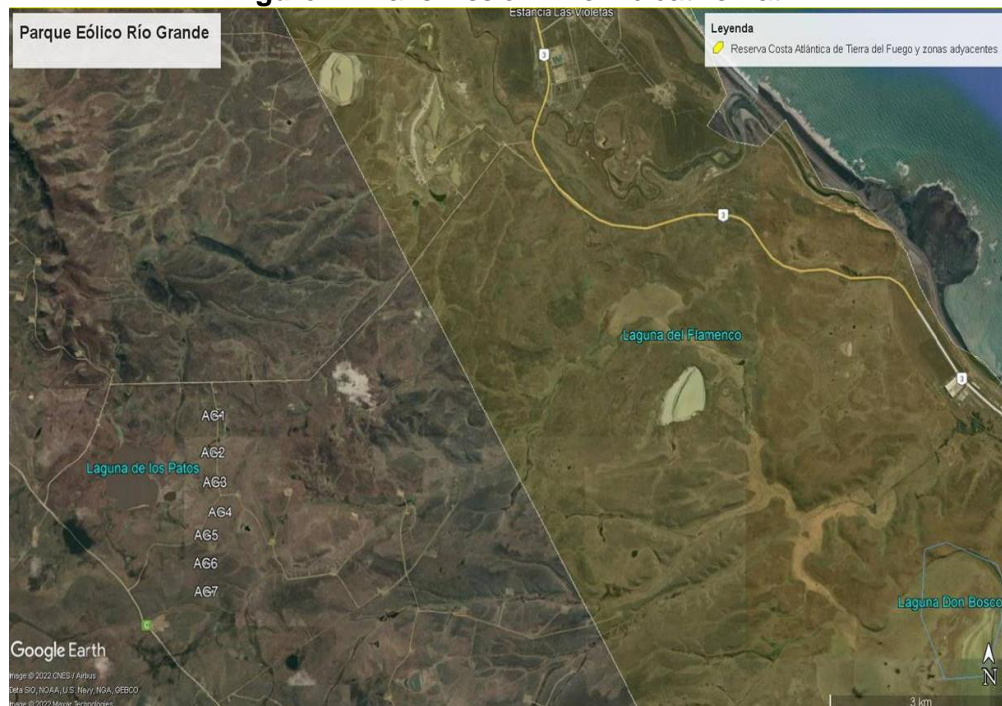 Parque Eólico Río Grande
Estancia Las Violetas
Leyenda
Reserva Costa Atlántica de Tierra del Fuego y zonas adyacentes
3
3
Laguna del Flamenco
3
AG1
AG2
Laguna de los Patos
AG3
AG4
AG5
AG6
AG7
Laguna Don Bosco
C
Google Earth
Image © 2022 CNES / Airbus
Data SIO, NOAA, U.S. Navy, NGA, GEBCO
Image © 2022 Maxar Technologies
N
3 km